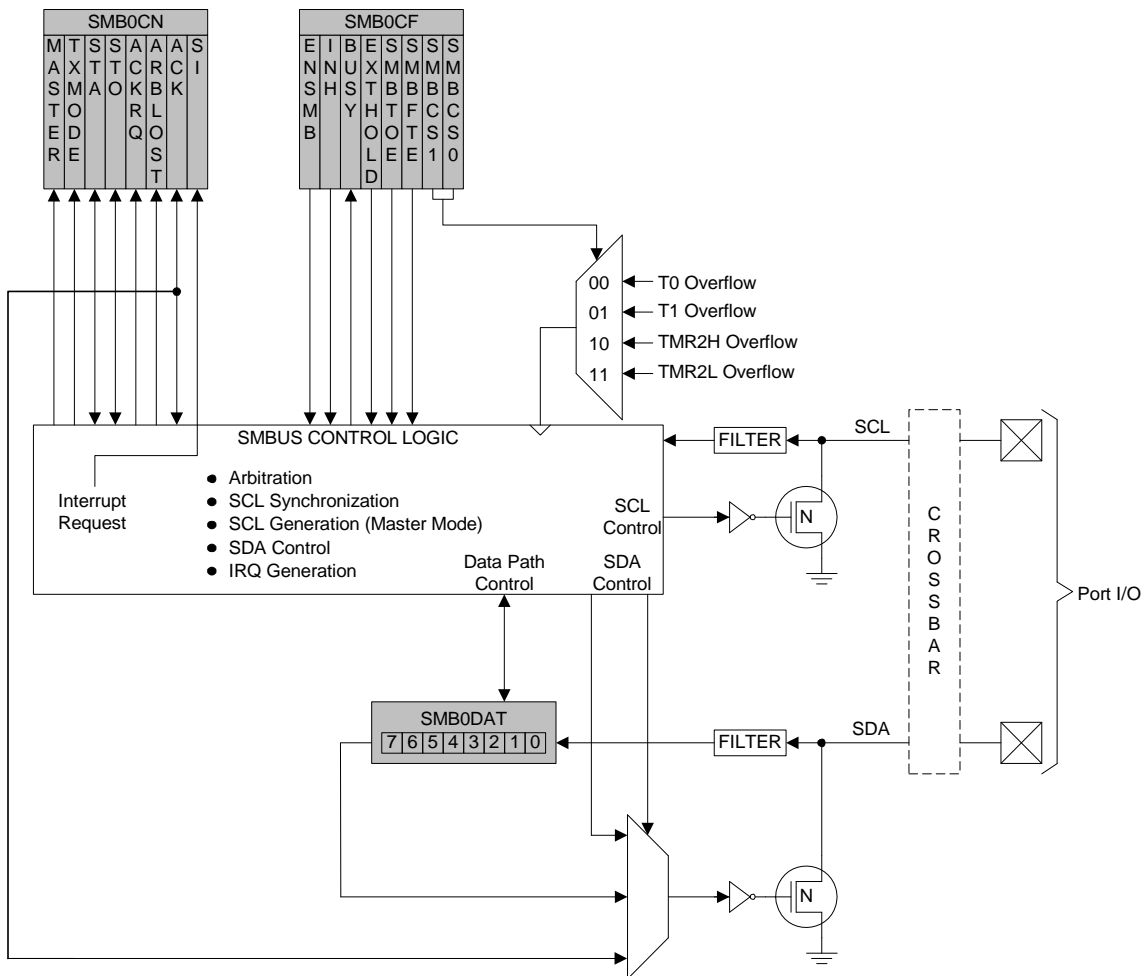 SMB0CN
MASTER
TXMODE
STA
STO
ACKRQ
ARBLOST
ACK
SI
SMB0CF
ENSMB
INH
BUSY
EXTHOLD
SMBTOE
SMBFTE
SMBCS1
SMBCS0
00
T0 Overflow
01
T1 Overflow
10
TMR2H Overflow
11
TMR2L Overflow
SMBUS CONTROL LOGIC
Interrupt
Request
● Arbitration
● SCL Synchronization
● SCL Generation (Master Mode)
● SDA Control
● IRQ Generation
SCL
Control
Data Path
Control
SDA
Control
FILTER
SCL
N
CROSSBAR
Port I/O
SMB0DAT
7 6 5 4 3 2 1 0
FILTER
SDA
N